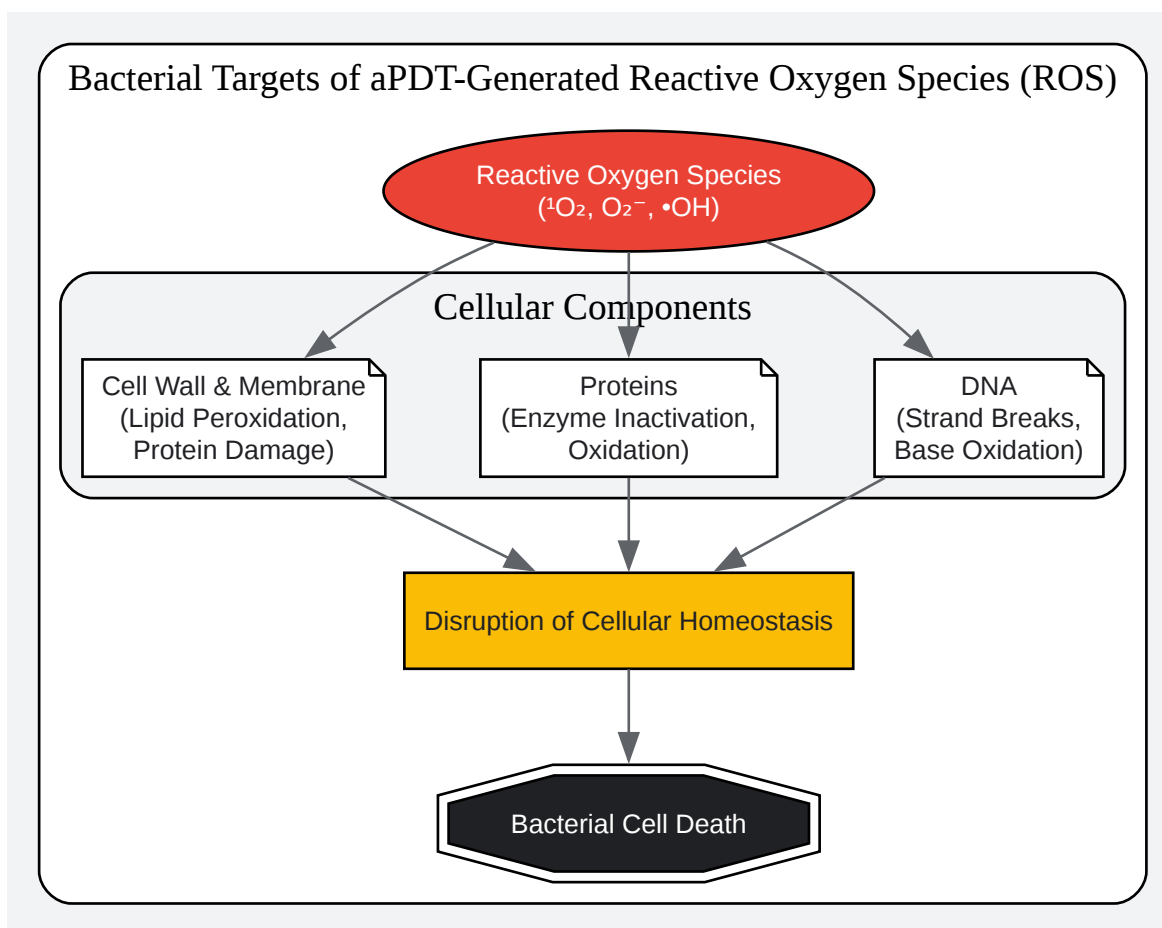 Bacterial Targets of aPDT-Generated Reactive Oxygen Species (ROS)
Reactive Oxygen Species
(¹O₂, O₂⁻, •OH)
Cellular Components
Cell Wall & Membrane
(Lipid Peroxidation,
Protein Damage)
Proteins
(Enzyme Inactivation,
Oxidation)
DNA
(Strand Breaks,
Base Oxidation)
Disruption of Cellular Homeostasis
Bacterial Cell Death